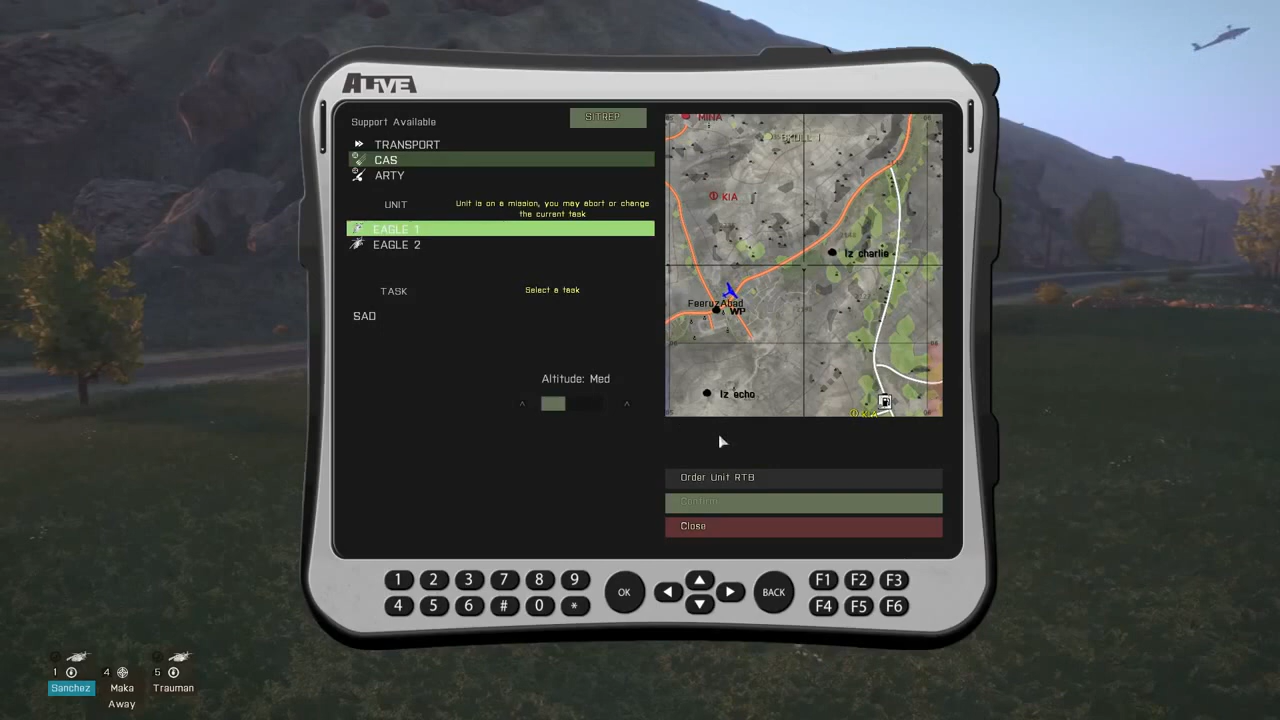 ALIVE
Support Available
SITREP
TRANSPORT
CAS
ARTY
UNIT
Unit is on a mission, you may abort or change
the current task
EAGLE 1
EAGLE 2
TASK
Select a task
SAD
Altitude: Med
MINA
KIA
lz charlie
FeeruzAbad
WP
lz echo
Order Unit RTB
Confirm
Close
1 2 3 7 8 9
4 5 6 # 0 *
OK
BACK
F1 F2 F3
F4 F5 F6
1 4 5
Sanchez Maka Trauman
Away